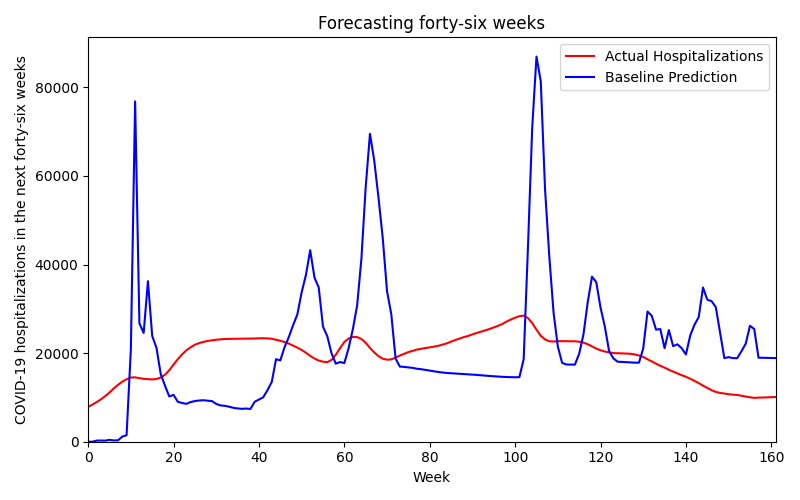 Forecasting forty-six weeks
Actual Hospitalizations
Baseline Prediction
COVID-19 hospitalizations in the next forty-six weeks
80000
60000
40000
20000
0
0 20 40 60 80 100 120 140 160
Week